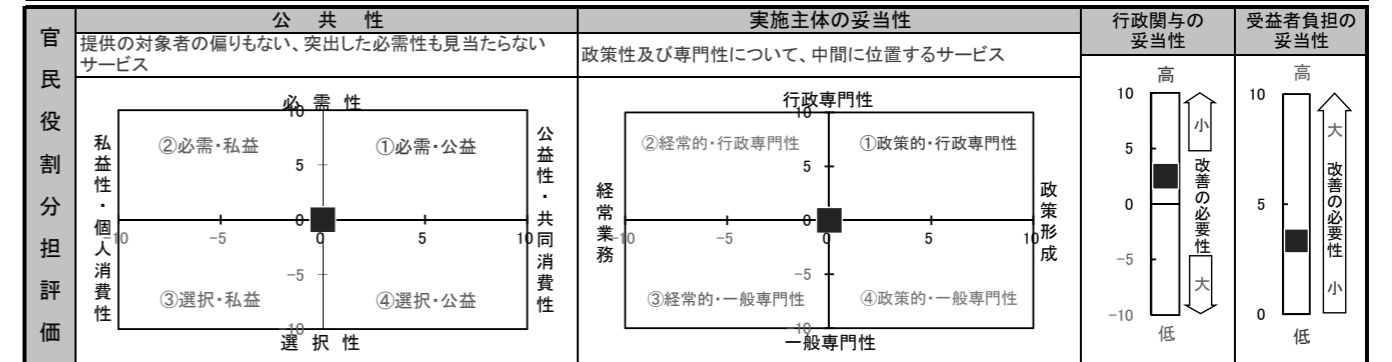 官民役割分担評価
公共性
提供の対象者の偏りもない、突出した必需性も見当たらない
サービス
必需性
10
②必需・私益
①必需・公益
5
私益性・個人消費性
公益性・共同消費性
0
-10
-5
0
5
10
-5
③選択・私益
④選択・公益
-10
選択性
実施主体の妥当性
政策性及び専門性について、中間に位置するサービス
行政専門性
10
②経常的・行政専門性
①政策的・行政専門性
5
経常業務
政策形成
0
-10
-5
0
5
10
-5
③経常的・一般専門性
④政策的・一般専門性
-10
一般専門性
行政関与の
妥当性
高
10
5
0
-5
-10
低
小
改善の必要性
大
受益者負担の
妥当性
高
10
5
0
低
大
改善の必要性
小